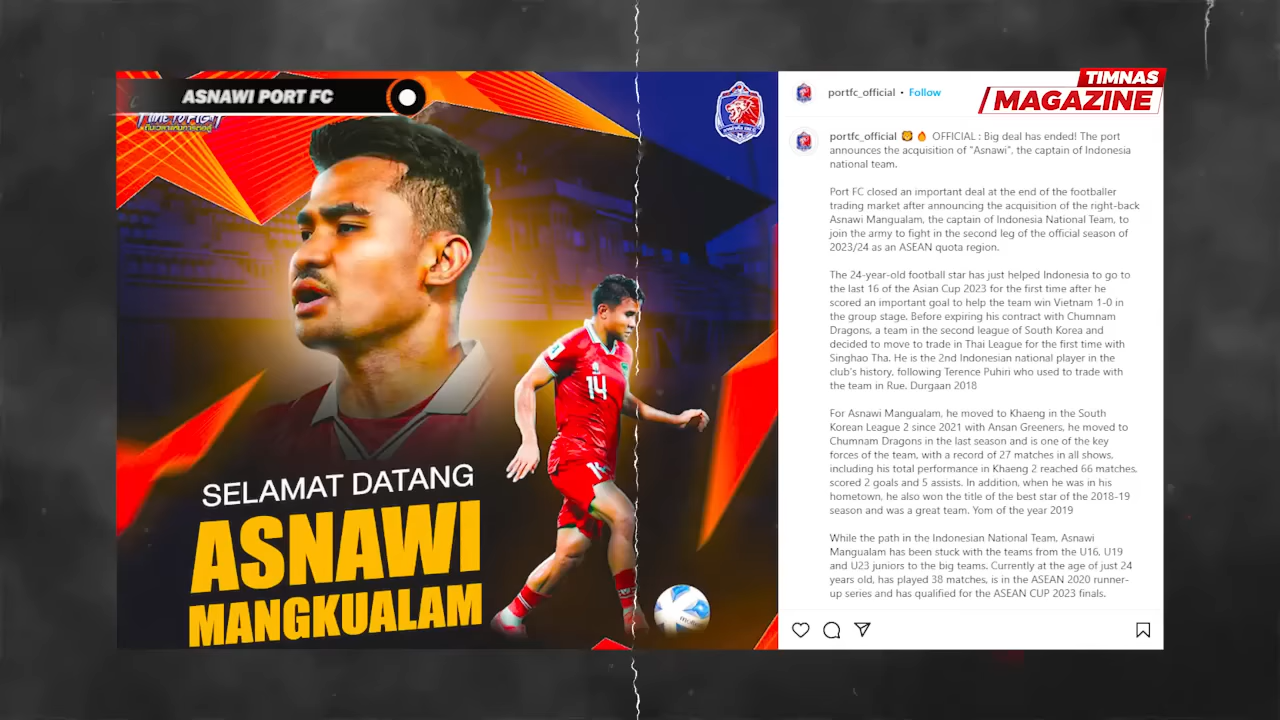 ASNAWI PORT FC
TIMNAS
MAGAZINE
portfc_official • Follow
TIME TO FIGHT
portfc_official 🦁 🔥 OFFICIAL : Big deal has ended! The port
announces the acquisition of "Asnawi", the captain of Indonesia
national team.
Port FC closed an important deal at the end of the footballer
trading market after announcing the acquisition of the right-back
Asnawi Mangualam, the captain of Indonesia National Team, to
join the army to fight in the second leg of the official season of
2023/24 as an ASEAN quota region.
The 24-year-old football star has just helped Indonesia to go to
the last 16 of the Asian Cup 2023 for the first time after he
scored an important goal to help the team win Vietnam 1-0 in
the group stage. Before expiring his contract with Chumnam
Dragons, a team in the second league of South Korea and
decided to move to trade in Thai League for the first time with
Singhao Tha. He is the 2nd Indonesian national player in the
club's history, following Terence Puhiri who used to trade with
the team in Rue. Durgaan 2018
For Asnawi Mangualam, he moved to Khaeng in the South
Korean League 2 since 2021 with Ansan Greeners, he moved to
Chumnam Dragons in the last season and is one of the key
forces of the team, with a record of 27 matches in all shows,
including his total performance in Khaeng 2 reached 66 matches,
scored 2 goals and 5 assists. In addition, when he was in his
hometown, he also won the title of the best star of the 2018-19
season and was a great team. Yom of the year 2019
While the path in the Indonesian National Team, Asnawi
Mangualam has been stuck with the teams from the U16, U19
and U23 juniors to the big teams. Currently at the age of just 24
years old, has played 38 matches, is in the ASEAN 2020 runner-
up series and has qualified for the ASEAN CUP 2023 finals.
14
14
SELAMAT DATANG
ASNAWI
MANGKUALAM